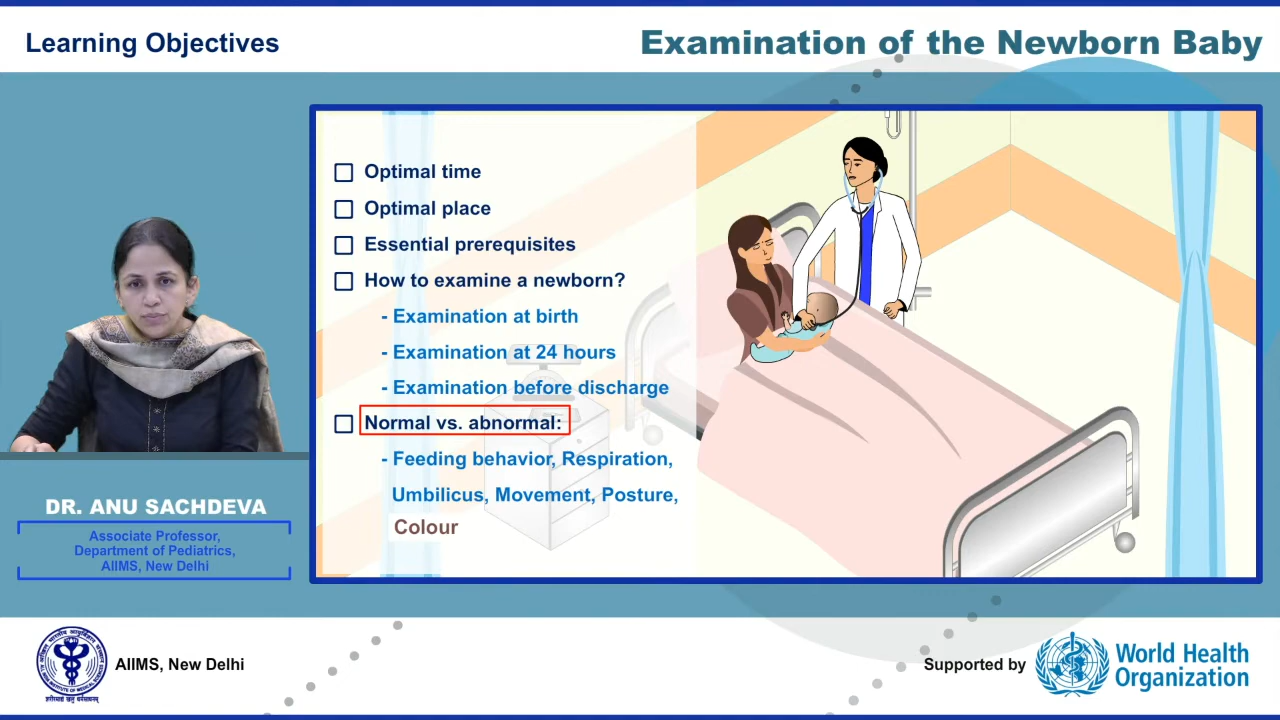 Learning Objectives
Examination of the Newborn Baby
Optimal time
Optimal place
Essential prerequisites
How to examine a newborn?
- Examination at birth
- Examination at 24 hours
- Examination before discharge
Normal vs. abnormal:
- Feeding behavior, Respiration,
Umbilicus, Movement, Posture,
Colour
DR. ANU SACHDEVA
Associate Professor,
Department of Pediatrics,
AIIMS, New Delhi
AIIMS, New Delhi
Supported by
World Health
Organization